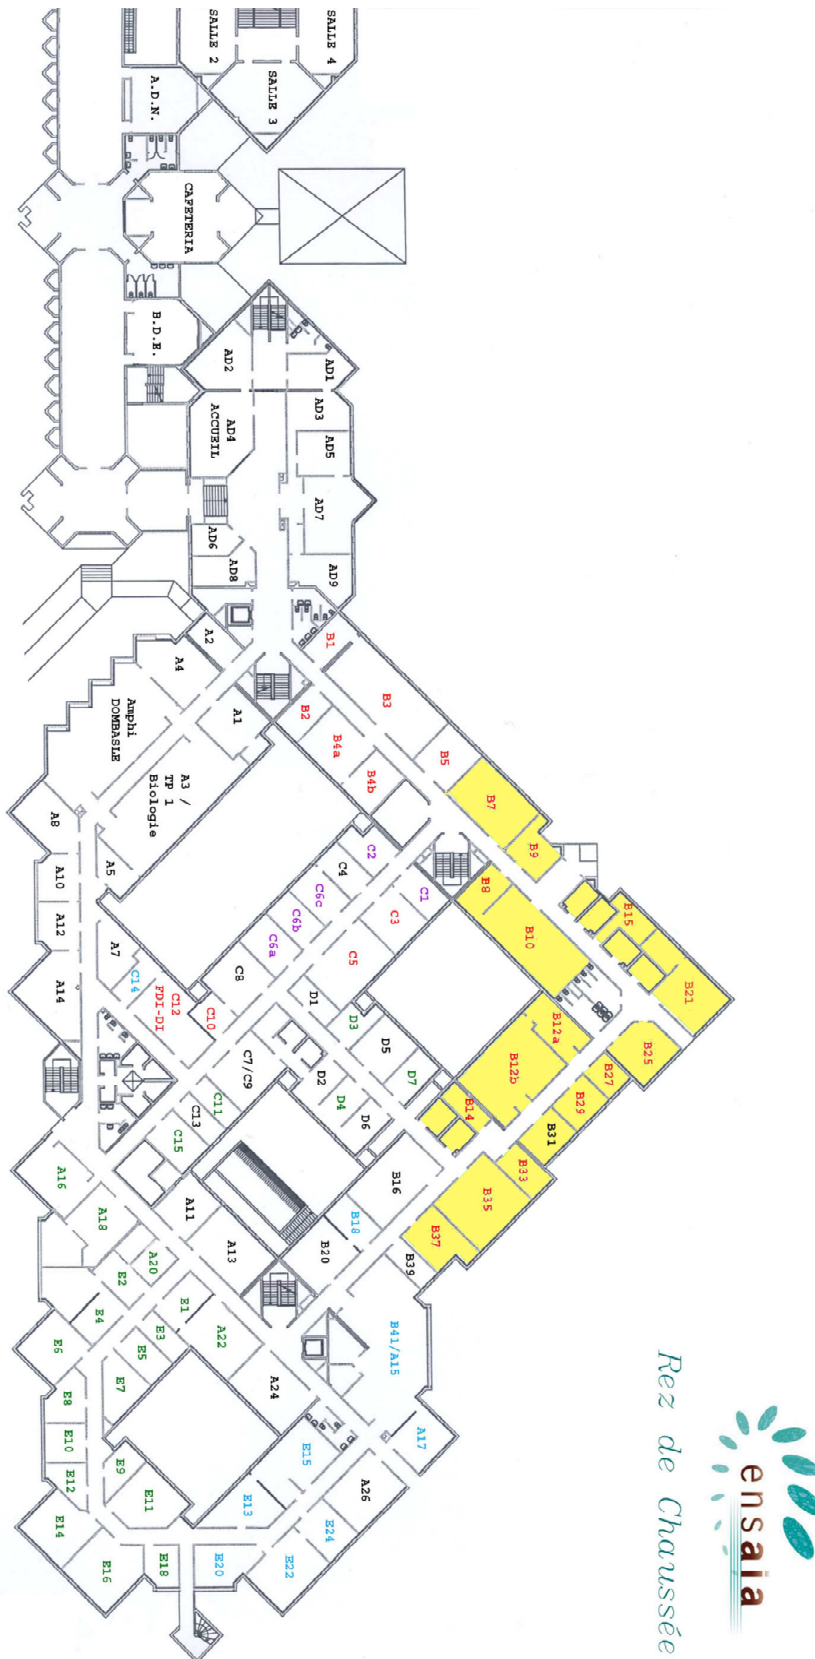 SALLE 2
SALLE 4
SALLE 3
A.D.N.
CAFETERIA
B.D.E.
AD2
AD1
AD3
AD4
ACCUEIL
AD5
AD7
AD6
AD8
AD9
A2
A4
A1
Amphi
DOMBASLE
A3 /
TP 1
Biologie
A8
A5
A10
A12
A7
A14
B1
B3
B2
B4a
B4b
B5
B7
B9
B8
B10
B15
B21
B12a
B12b
B25
B27
B29
B31
B14
B33
B35
B37
B39
B16
B18
B20
B41/A15
C2
C4
C1
C6c
C3
C6b
C6a
C5
C8
C14
C12
FDI-DI
C10
D1
D3
D5
D7
D2
D4
D6
C7/C9
C11
C13
C15
A11
A13
A16
A18
A20
E2
E1
E4
E3
E6
E5
E7
A22
A24
E8
E10
E12
E9
E11
E14
E16
E18
E20
E22
E24
E13
E15
A26
A17
ensaia
Rez de Chaussée